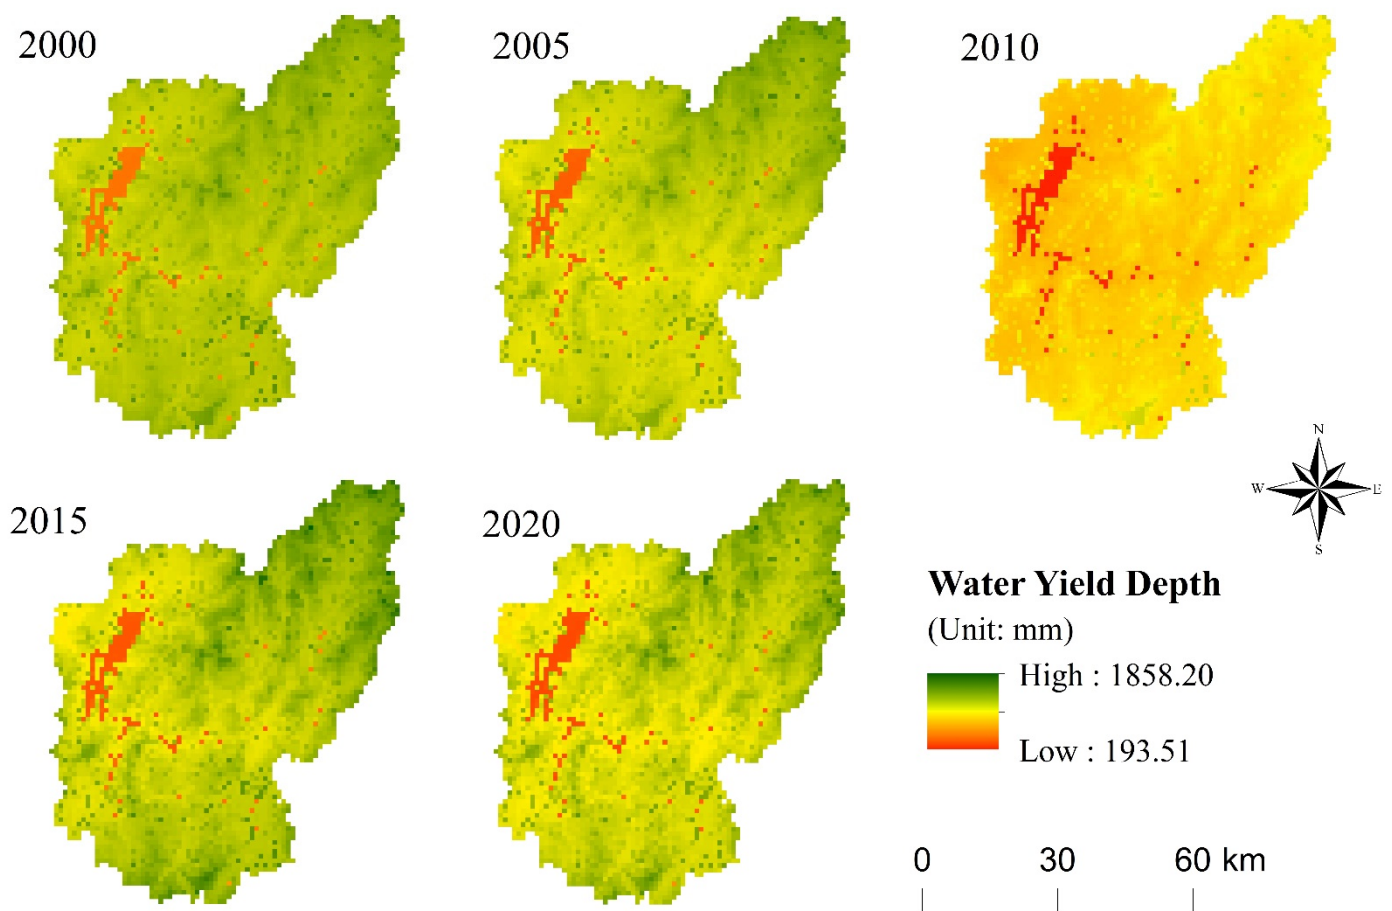 2000
2005
2010
2015
2020
N
W
E
S
Water Yield Depth
(Unit: mm)
High : 1858.20
Low : 193.51
0 30 60 km